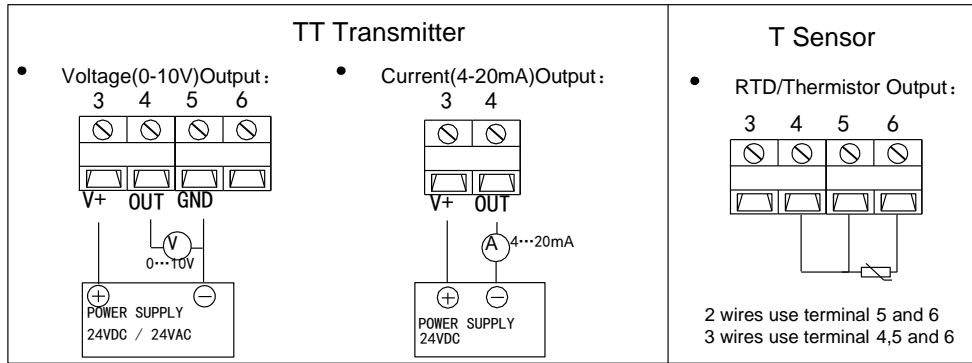 TT Transmitter
• Voltage(0-10V)Output：
3 4 5 6
V+ OUT GND
V
0···10V
+ −
POWER SUPPLY
24VDC / 24VAC
• Current(4-20mA)Output：
3 4
V+ OUT
A 4···20mA
+ −
POWER SUPPLY
24VDC
T Sensor
• RTD/Thermistor Output：
3 4 5 6
2 wires use terminal 5 and 6
3 wires use terminal 4,5 and 6